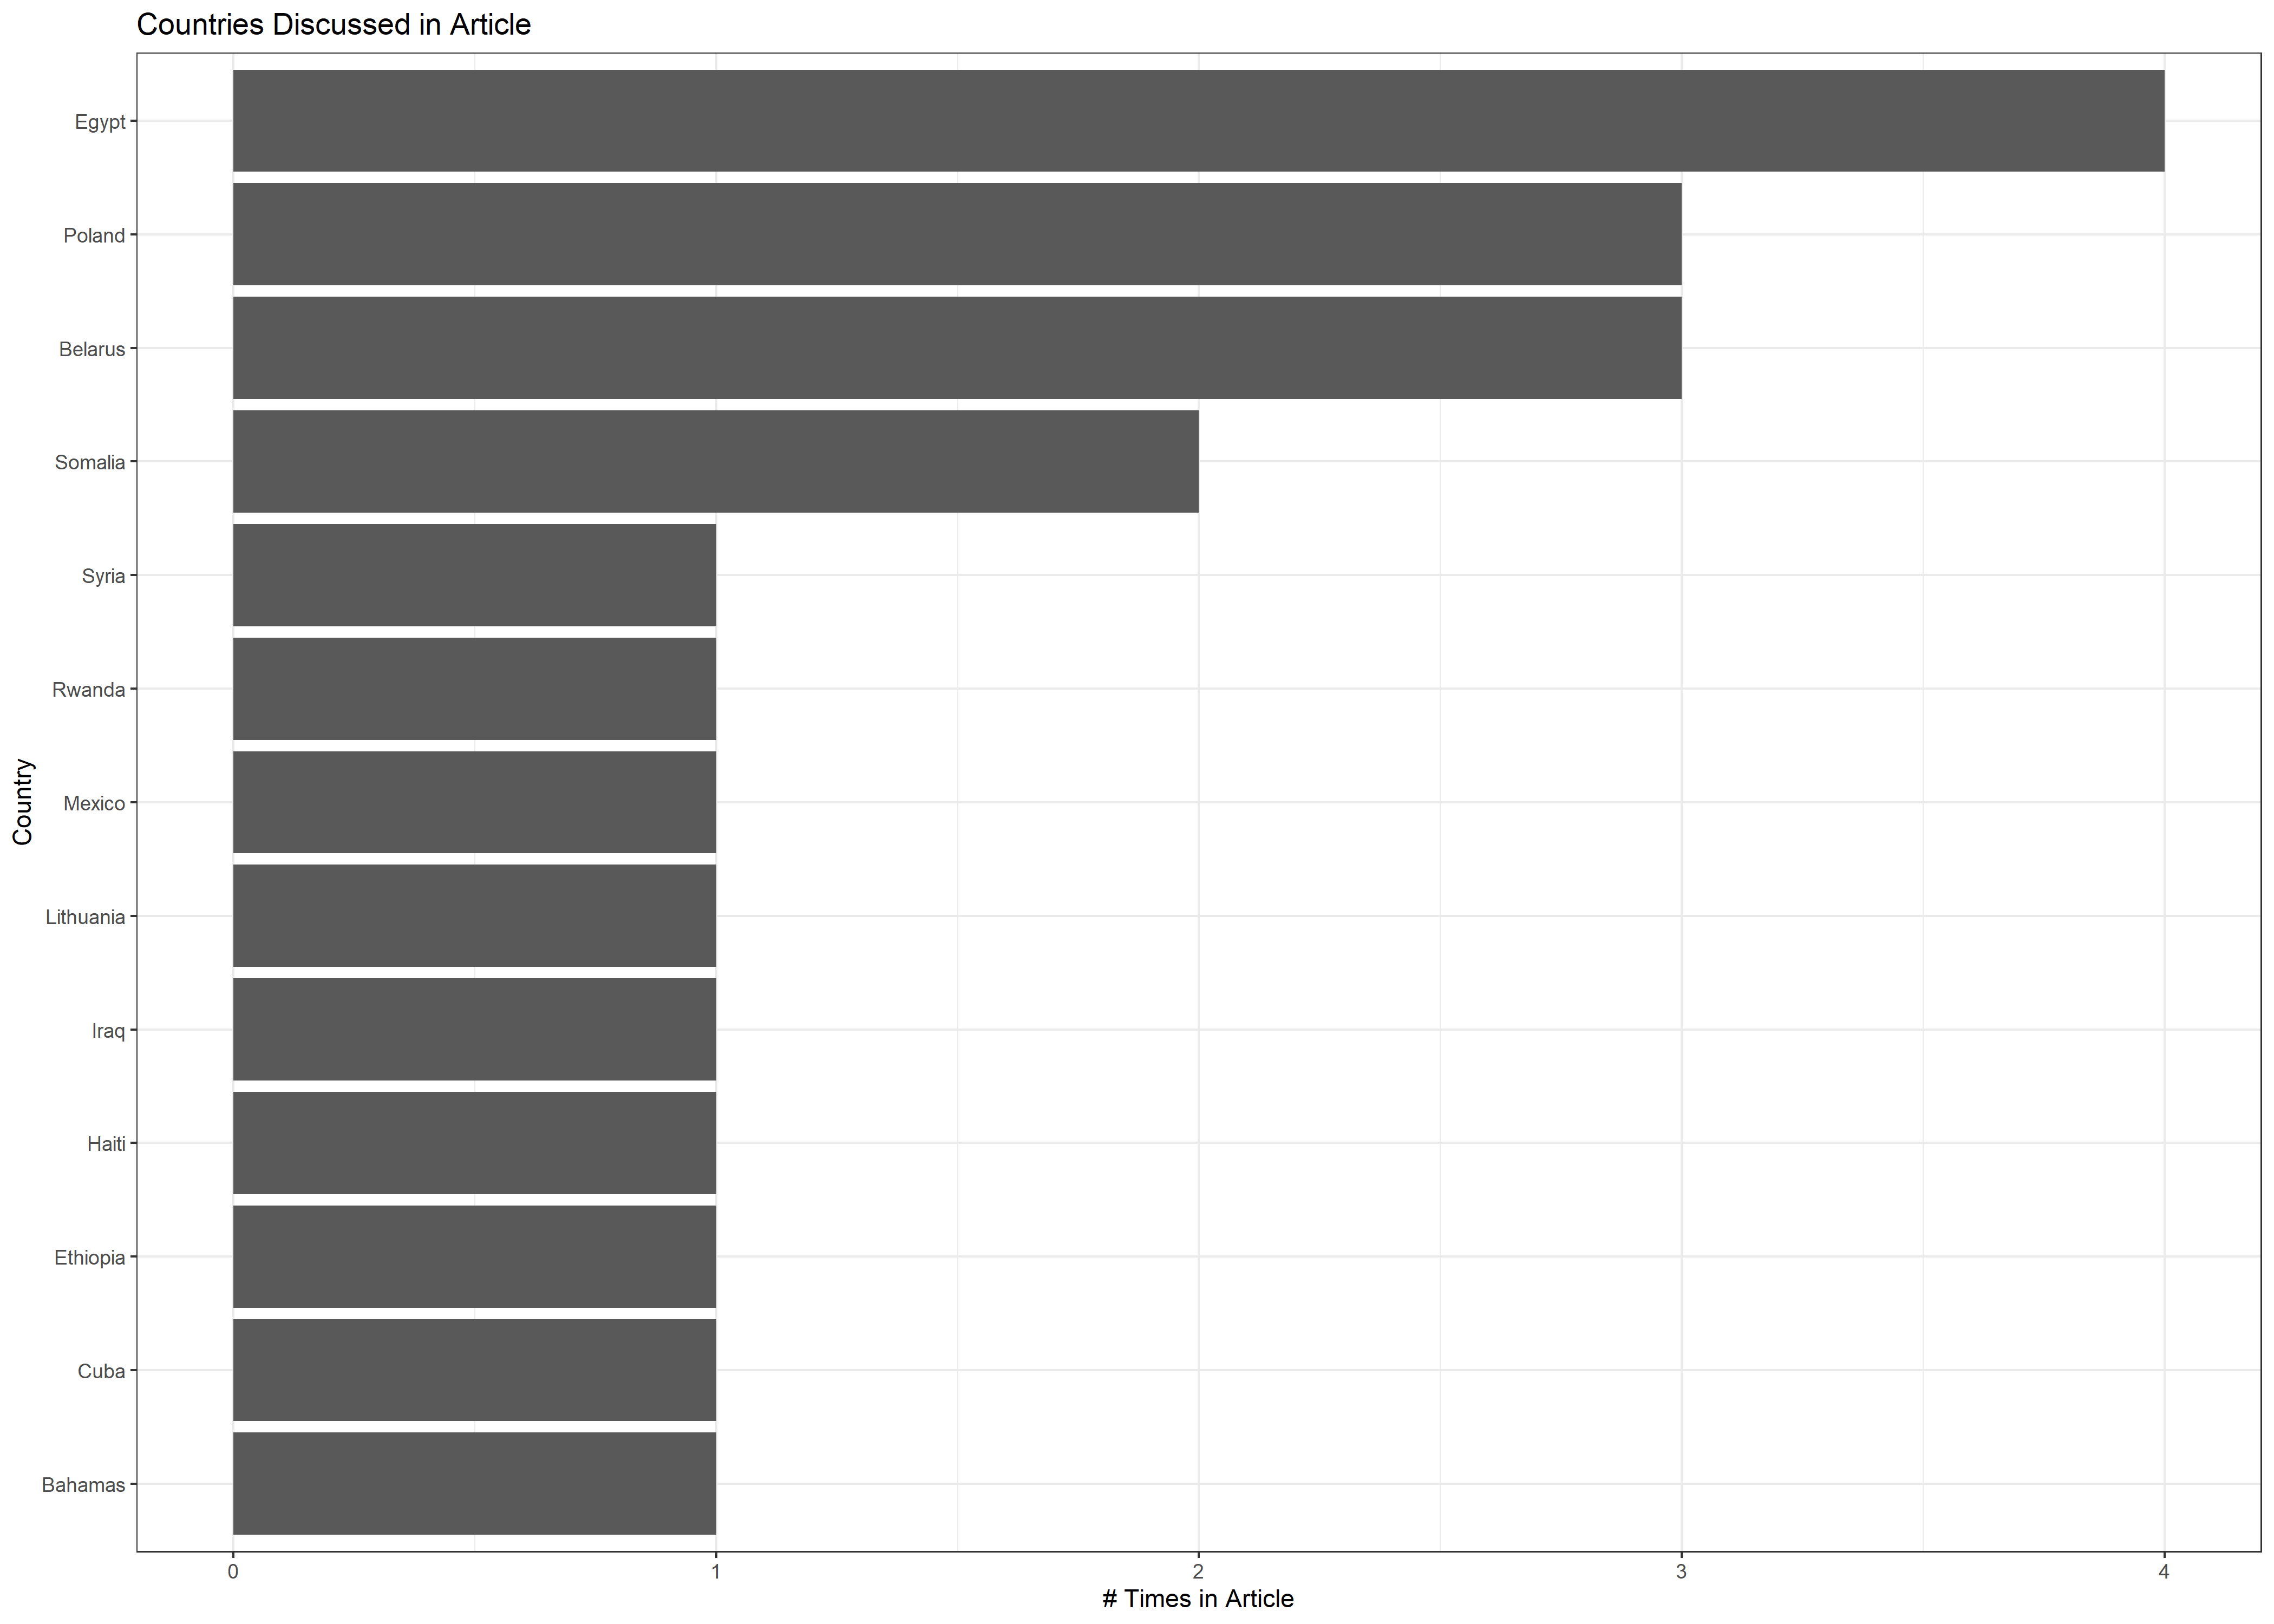 Countries Discussed in Article
Egypt
Poland
Belarus
Somalia
Syria
Rwanda
Mexico
Lithuania
Iraq
Haiti
Ethiopia
Cuba
Bahamas
Country
0 1 2 3 4
# Times in Article